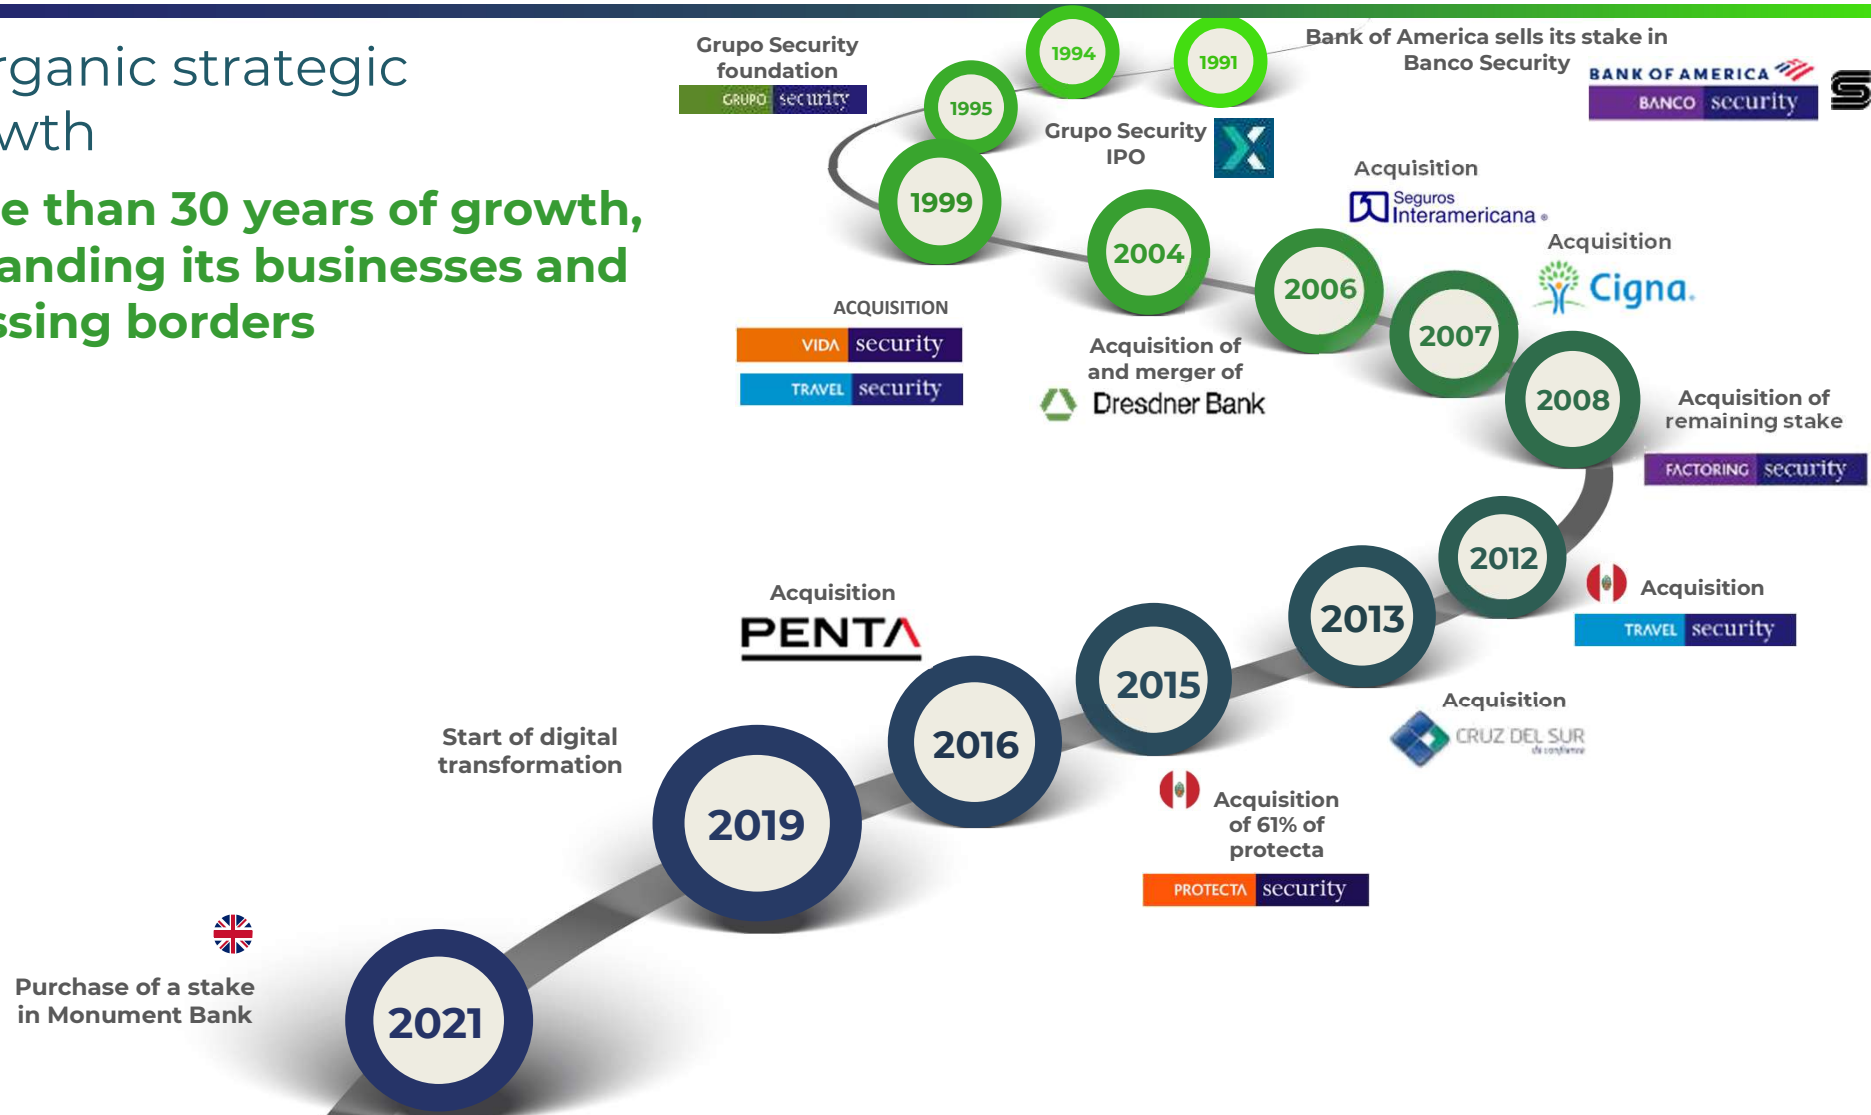 rganic strategic
wth
e than 30 years of growth,
anding its businesses and
ssing borders
Grupo Security
foundation
GRUPO security
1994
1991
Bank of America sells its stake in
Banco Security
BANK OF AMERICA
BANCO security
1995
Grupo Security
IPO
1999
Acquisition
Seguros
Interamericana
2004
Acquisition
Cigna.
2006
2007
ACQUISITION
VIDA security
TRAVEL security
Acquisition of
and merger of
Dresdner Bank
2008
Acquisition of
remaining stake
FACTORING security
2012
Acquisition
TRAVEL security
2013
Acquisition
CRUZ DEL SUR
de confianza
Acquisition
PENTA
2015
Acquisition
of 61% of
protecta
PROTECTA security
2016
Start of digital
transformation
2019
Purchase of a stake
in Monument Bank
2021